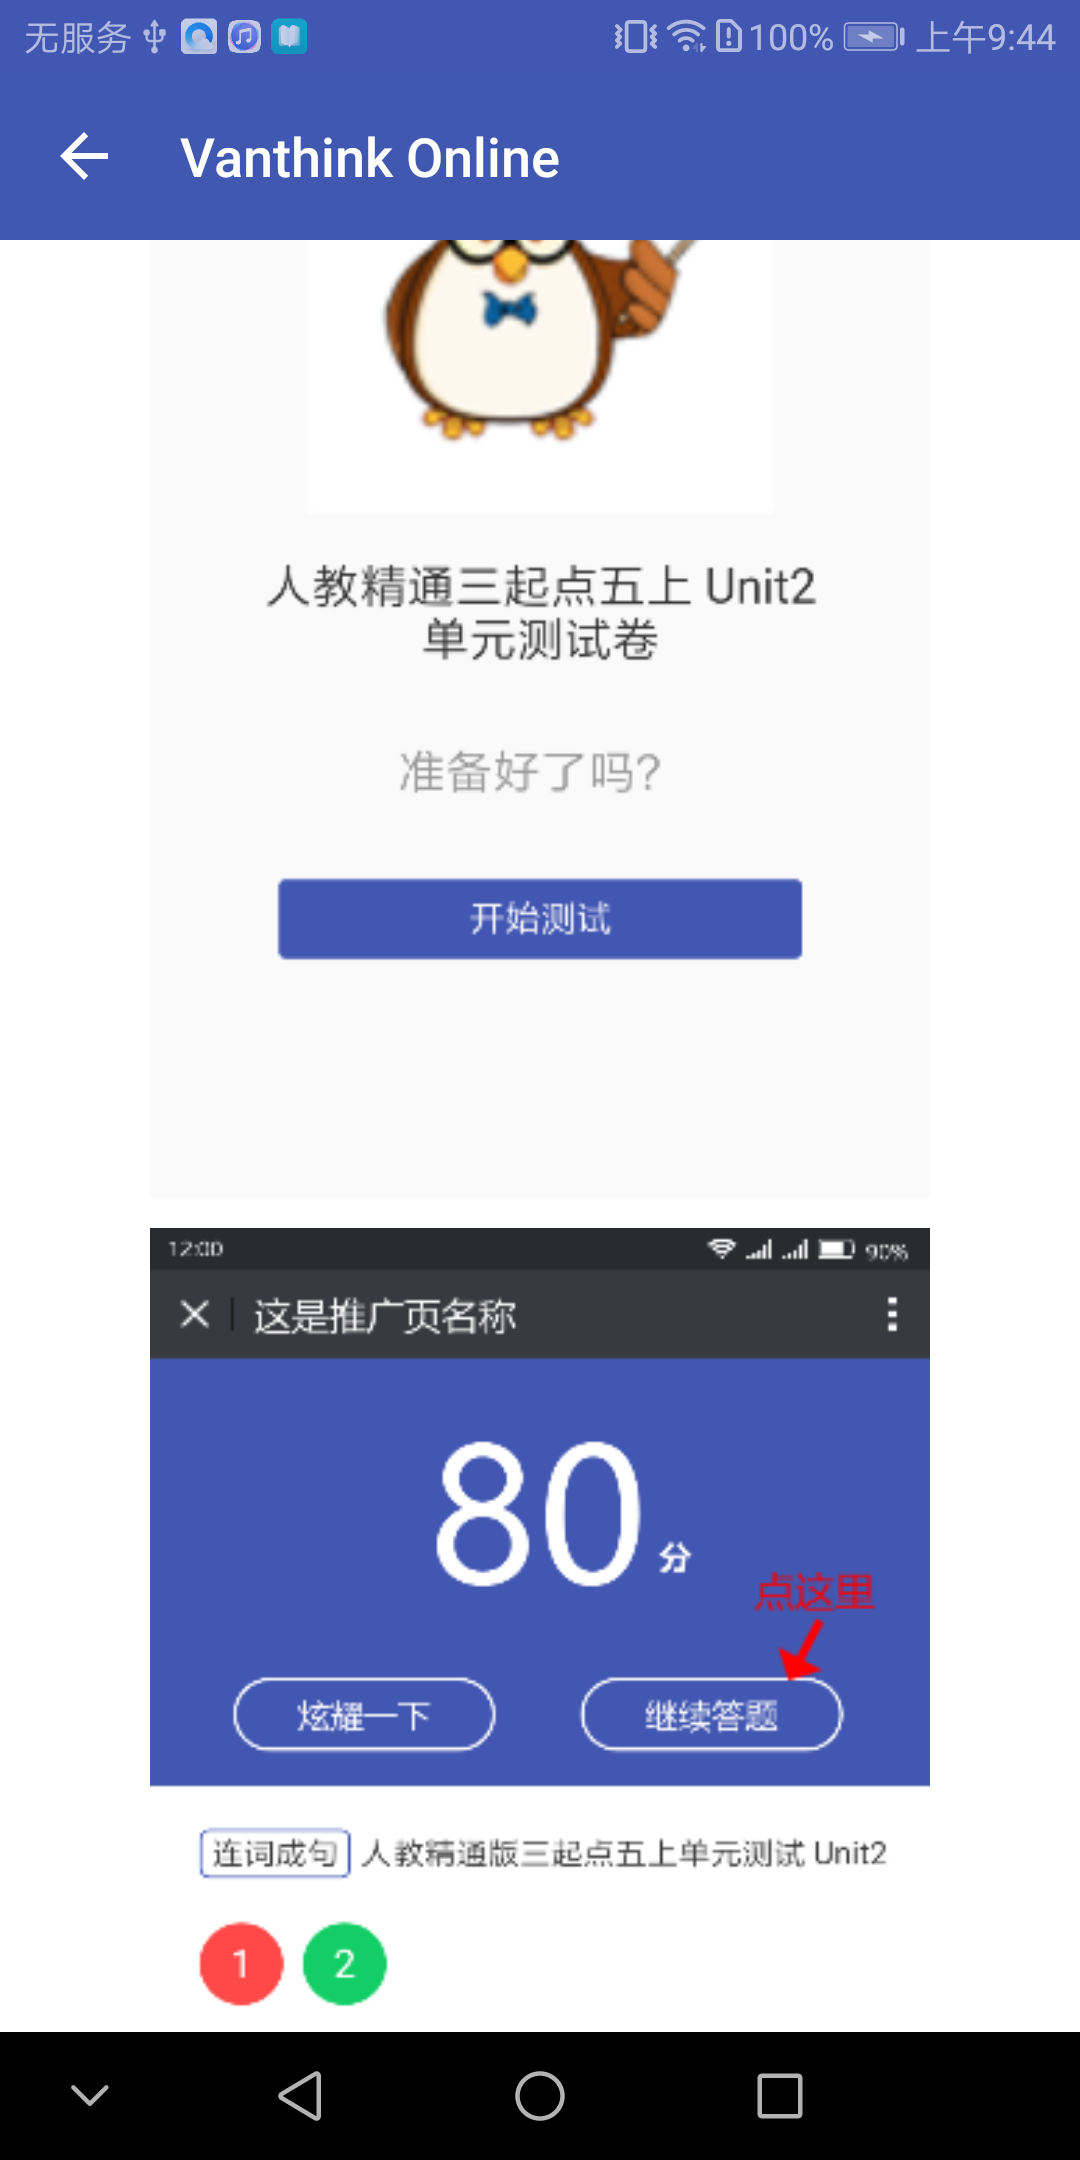 无服务
100%
上午9:44
Vanthink Online
人教精通三起点五上 Unit2
单元测试卷
准备好了吗?
开始测试
12:00
90%
这是推广页名称
80分
点这里
炫耀一下
继续答题
连词成句 人教精通版三起点五上单元测试 Unit2
1 2